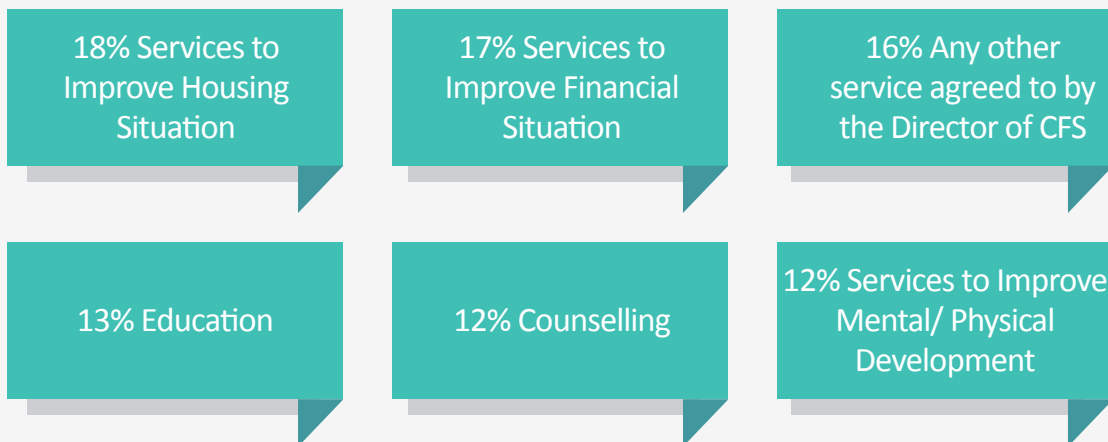 18% Services to
Improve Housing
Situation
17% Services to
Improve Financial
Situation
16% Any other
service agreed to by
the Director of CFS
13% Education
12% Counselling
12% Services to Improve
Mental/ Physical
Development